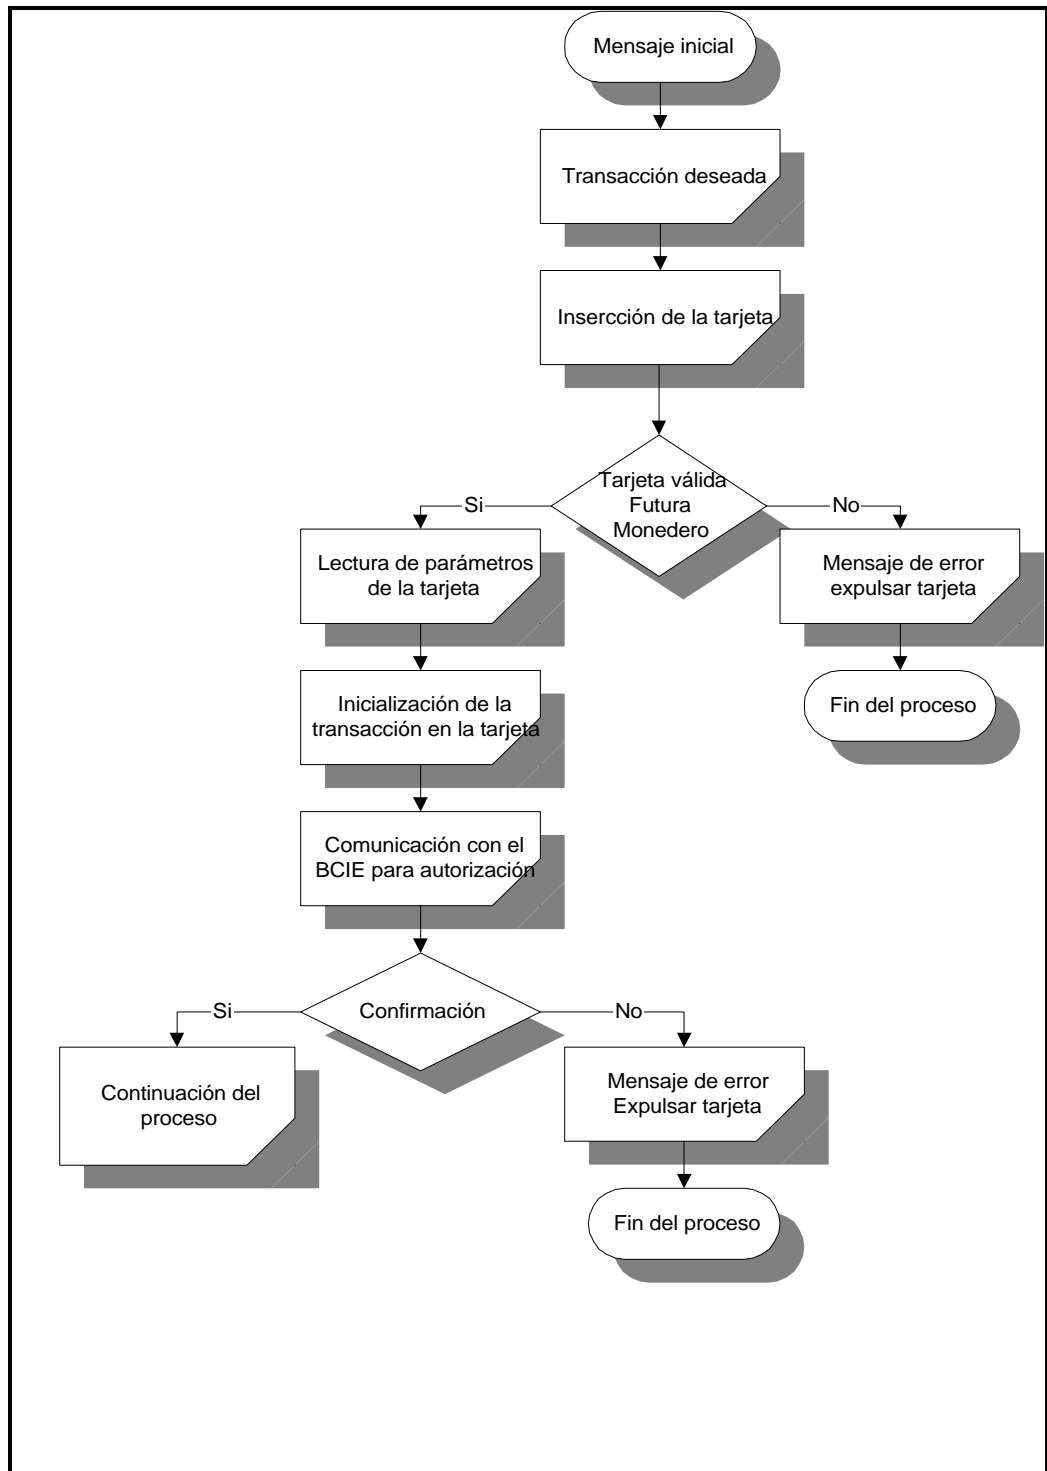 Mensaje inicial
Transacción deseada
Insercción de la tarjeta
Tarjeta válida
Futura
Monedero
Si
No
Lectura de parámetros
de la tarjeta
Mensaje de error
expulsar tarjeta
Inicialización de la
transacción en la tarjeta
Fin del proceso
Comunicación con el
BCIE para autorización
Confirmación
Si
No
Continuación del
proceso
Mensaje de error
Expulsar tarjeta
Fin del proceso